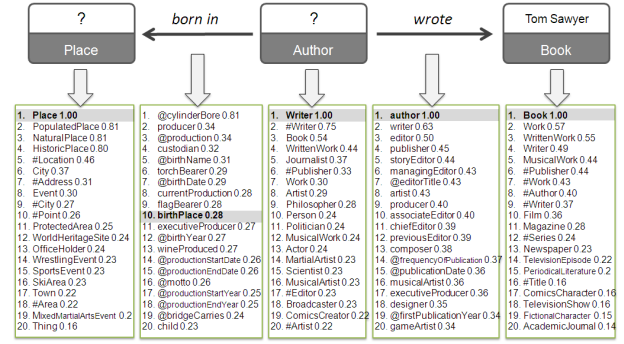 ? born in ? wrote Tom Sawyer
Place Author Book
1. Place 1.00
2. PopulatedPlace 0.81
3. NaturalPlace 0.81
4. HistoricPlace 0.80
5. #Location 0.46
6. City 0.37
7. #Address 0.31
8. Event 0.30
9. #City 0.27
10. #Point 0.26
11. ProtectedArea 0.25
12. WorldHeritageSite 0.24
13. OfficeHolder 0.24
14. WrestlingEvent 0.23
15. SportsEvent 0.23
16. SkiArea 0.23
17. Town 0.22
18. #Area 0.22
19. MixedMartialArtsEvent 0.2
20. Thing 0.16
1. @cylinderBore 0.81
2. producer 0.34
3. @production 0.34
4. custodian 0.32
5. @birthName 0.31
6. torchBearer 0.29
7. @birthDate 0.29
8. currentProduction 0.28
9. flagBearer 0.28
10. birthPlace 0.28
11. executiveProducer 0.27
12. @birthYear 0.27
13. wineProduced 0.27
14. @productionStartDate 0.26
15. @productionEndDate 0.26
16. @motto 0.26
17. @productionStartYear 0.25
18. @productionEndYear 0.25
19. @bridgeCarries 0.24
20. child 0.23
1. Writer 1.00
2. #Writer 0.75
3. Book 0.54
4. WrittenWork 0.44
5. Journalist 0.37
6. #Publisher 0.33
7. Work 0.30
8. Artist 0.29
9. Philosopher 0.28
10. Person 0.24
11. Politician 0.24
12. MusicalWork 0.24
13. Actor 0.24
14. MartialArtist 0.23
15. Scientist 0.23
16. MusicalArtist 0.23
17. #Editor 0.23
18. Broadcaster 0.23
19. ComicsCreator 0.22
20. #Artist 0.22
1. author 1.00
2. writer 0.63
3. editor 0.50
4. publisher 0.45
5. storyEditor 0.44
6. managingEditor 0.43
7. @editorTitle 0.43
8. artist 0.43
9. producer 0.40
10. associateEditor 0.40
11. chiefEditor 0.39
12. previousEditor 0.39
13. composer 0.38
14. @frequencyOfPublication 0.37
15. @publicationDate 0.36
16. musicalArtist 0.36
17. executiveProducer 0.36
18. designer 0.35
19. @firstPublicationYear 0.34
20. gameArtist 0.34
1. Book 1.00
2. Work 0.57
3. WrittenWork 0.55
4. Writer 0.49
5. MusicalWork 0.44
6. #Publisher 0.44
7. #Work 0.43
8. #Author 0.40
9. #Writer 0.37
10. Film 0.36
11. Magazine 0.28
12. #Series 0.24
13. Newspaper 0.23
14. TelevisionEpisode 0.22
15. PeriodicalLiterature 0.2
16. #Title 0.16
17. ComicsCharacter 0.16
18. TelevisionShow 0.16
19. FictionalCharacter 0.15
20. AcademicJournal 0.14